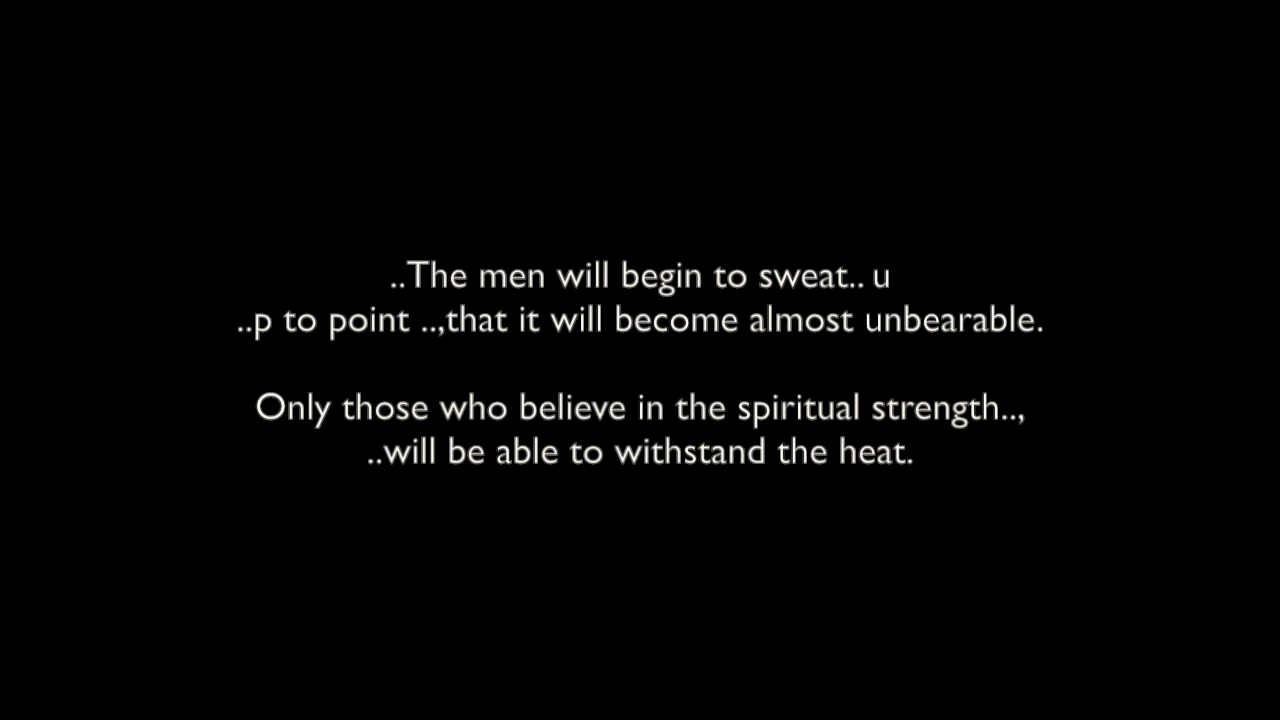 ..The men will begin to sweat.. u
..p to point ..,that it will become almost unbearable.
Only those who believe in the spiritual strength..,
..will be able to withstand the heat.